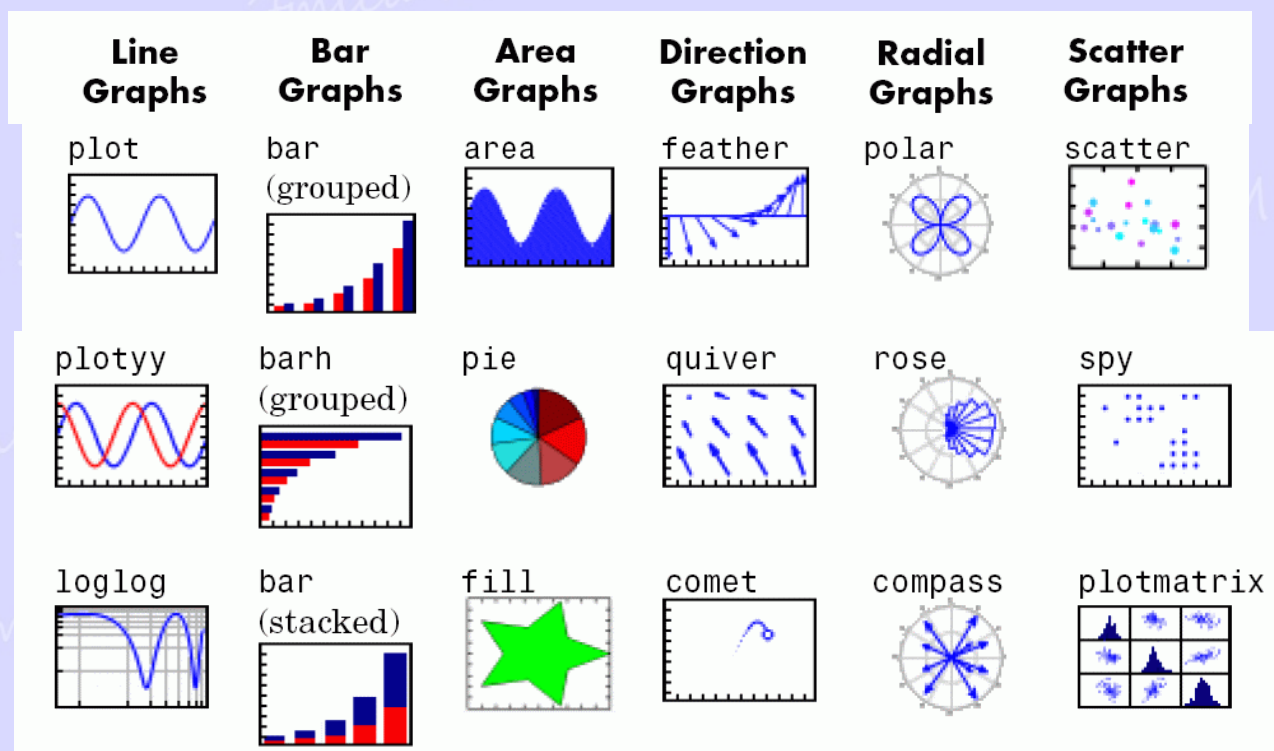 Line Graphs
Bar Graphs
Area Graphs
Direction Graphs
Radial Graphs
Scatter Graphs
plot
bar
(grouped)
area
feather
polar
scatter
plotyy
barh
(grouped)
pie
quiver
rose
spy
loglog
bar
(stacked)
fill
comet
compass
plotmatrix